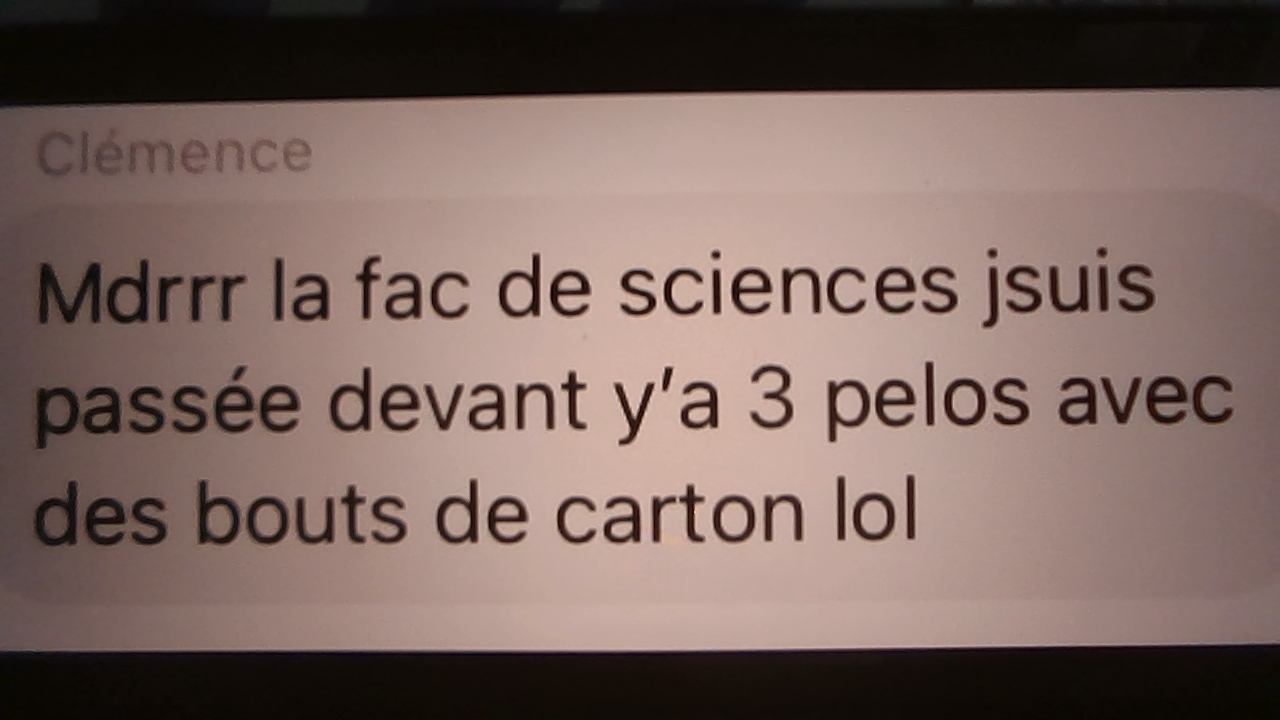 Clémence
Mdrrr la fac de sciences jsuis
passée devant y'a 3 pelos avec
des bouts de carton lol